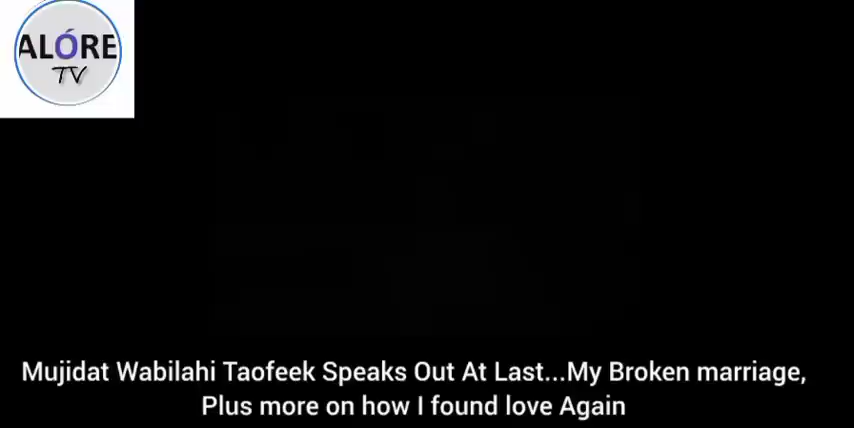 ALÓRE
TV
Mujidat Wabilahi Taofeek Speaks Out At Last...My Broken marriage,
Plus more on how I found love Again